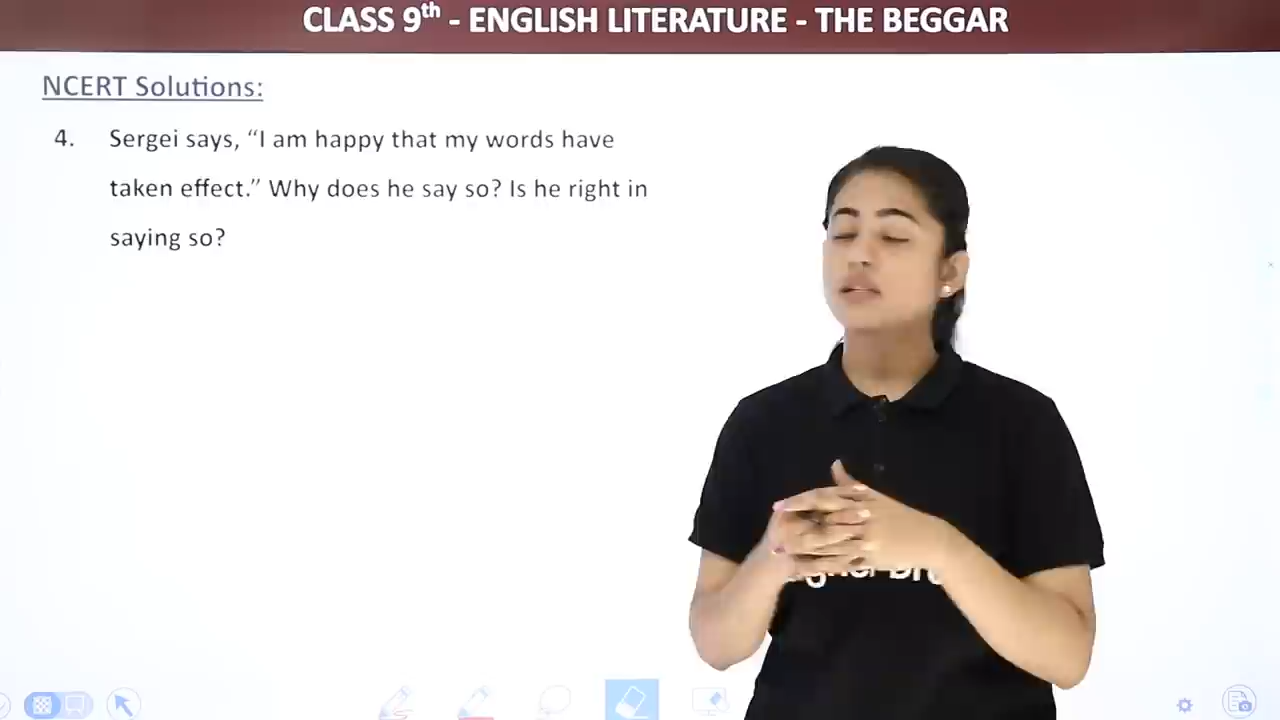 CLASS 9th - ENGLISH LITERATURE - THE BEGGAR
NCERT Solutions:
4. Sergei says, “I am happy that my words have
taken effect.” Why does he say so? Is he right in
saying so?